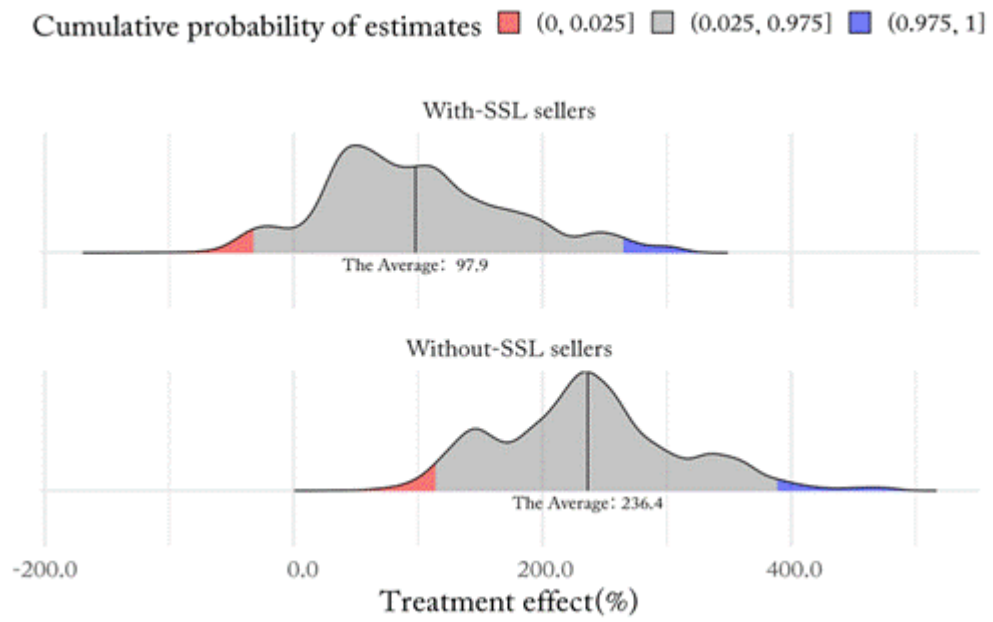 Cumulative probability of estimates (0, 0.025] (0.025, 0.975] (0.975, 1]
With-SSL sellers
The Average: 97.9
Without-SSL sellers
The Average: 236.4
-200.0 0.0 200.0 400.0
Treatment effect(%)